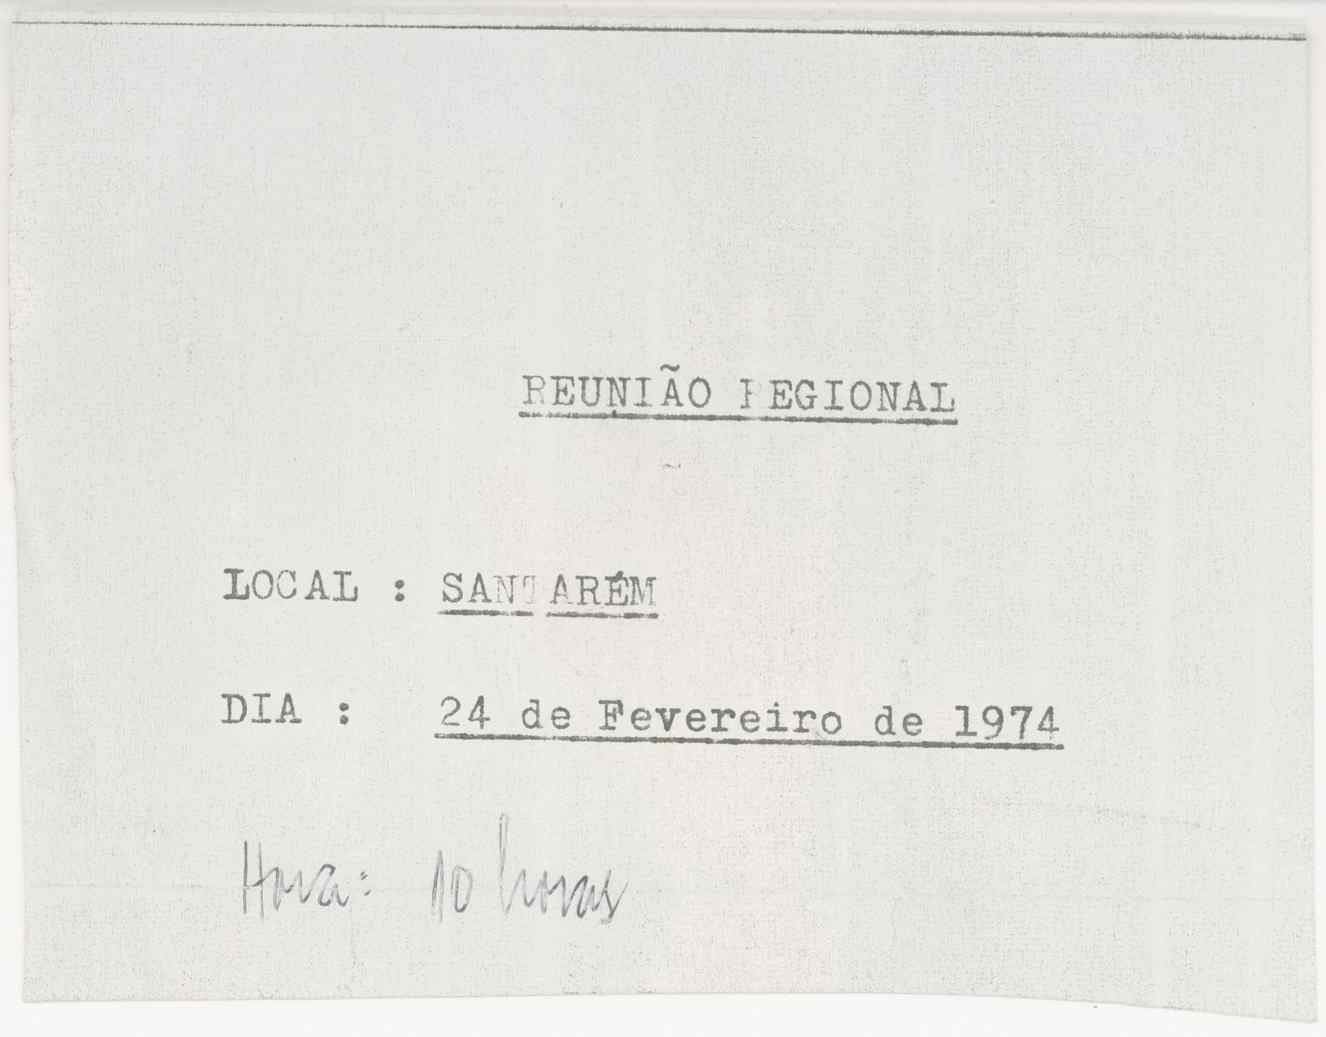 REUNIÃO REGIONAL
LOCAL : SANTARÉM
DIA : 24 de Fevereiro de 1974
Hora: 10 horas